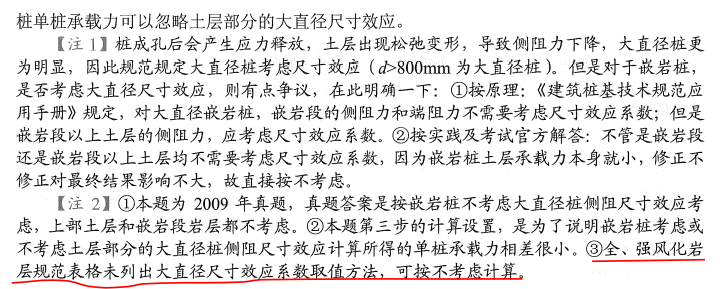 桩单桩承载力可以忽略土层部分的大直径尺寸效应。
【注 1】桩成孔后会产生应力释放，土层出现松弛变形，导致侧阻力下降，大直径桩更
为明显，因此规范规定大直径桩考虑尺寸效应（d>800mm 为大直径桩）。但是对于嵌岩桩，
是否考虑大直径尺寸效应，则有点争议，在此明确一下：①按原理：《建筑桩基技术规范应
用手册》规定，对大直径嵌岩桩，嵌岩段的侧阻力和端阻力不需要考虑尺寸效应系数；但是
嵌岩段以上土层的侧阻力，应考虑尺寸效应系数。②按实践及考试官方解答：不管是嵌岩段
还是嵌岩段以上土层均不需要考虑尺寸效应系数，因为嵌岩桩土层承载力本身就小，修正不
修正对最终结果影响不大，故直接按不考虑。
【注 2】①本题为 2009 年真题，真题答案是按嵌岩桩不考虑大直径桩侧阻尺寸效应考
虑，上部土层和嵌岩段岩层都不考虑。②本题第三步的计算设置，是为了说明嵌岩桩考虑或
不考虑土层部分的大直径桩侧阻尺寸效应计算所得的单桩承载力相差很小。③全、强风化岩
层规范表格未列出大直径尺寸效应系数取值方法，可按不考虑计算。